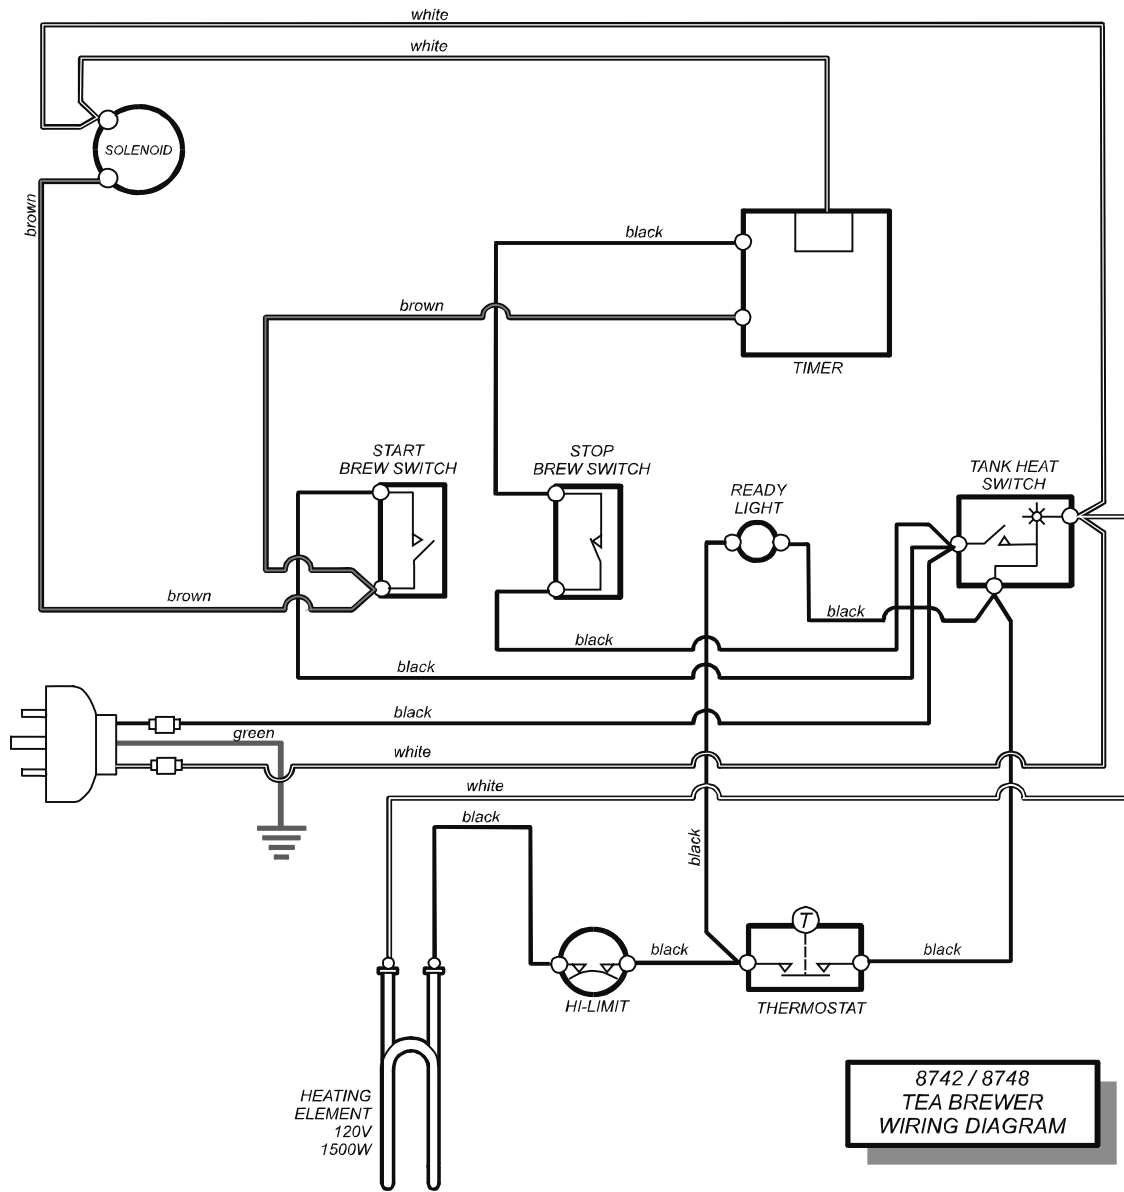 white
white
SOLENOID
brown
black
brown
TIMER
START
BREW SWITCH
STOP
BREW SWITCH
READY
LIGHT
TANK HEAT
SWITCH
brown
black
black
black
black
green
white
white
black
black
T
black
black
HI-LIMIT
THERMOSTAT
HEATING
ELEMENT
120V
1500W
8742 / 8748
TEA BREWER
WIRING DIAGRAM